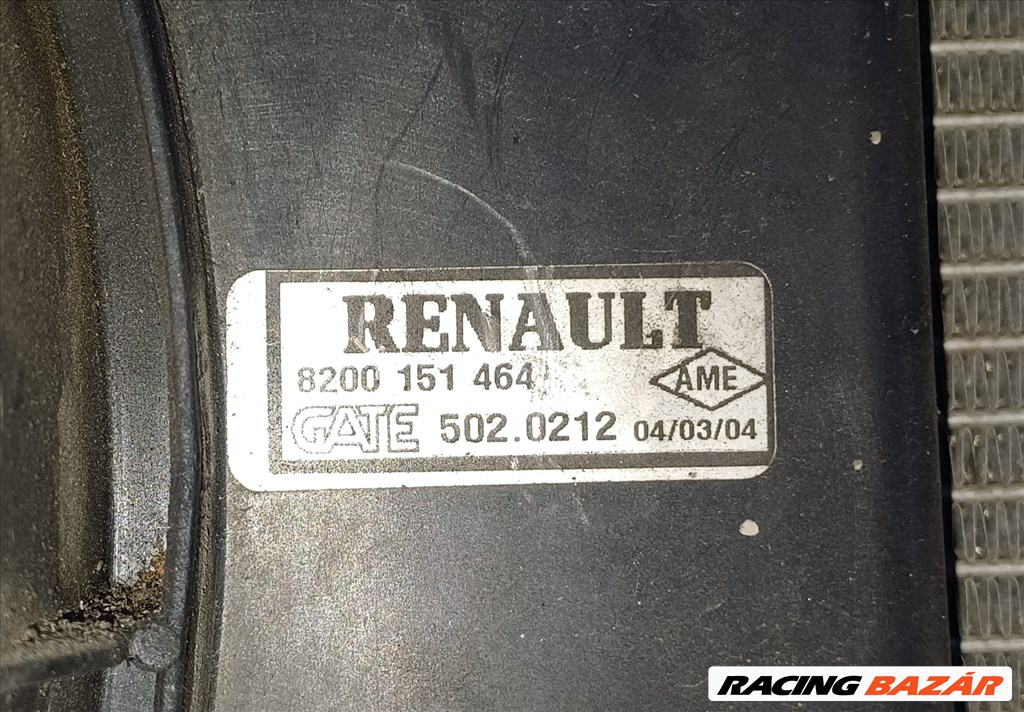 RENAULT
8200 151 464
AME
GATE 502.0212 04/03/04
RACING BAZÁR